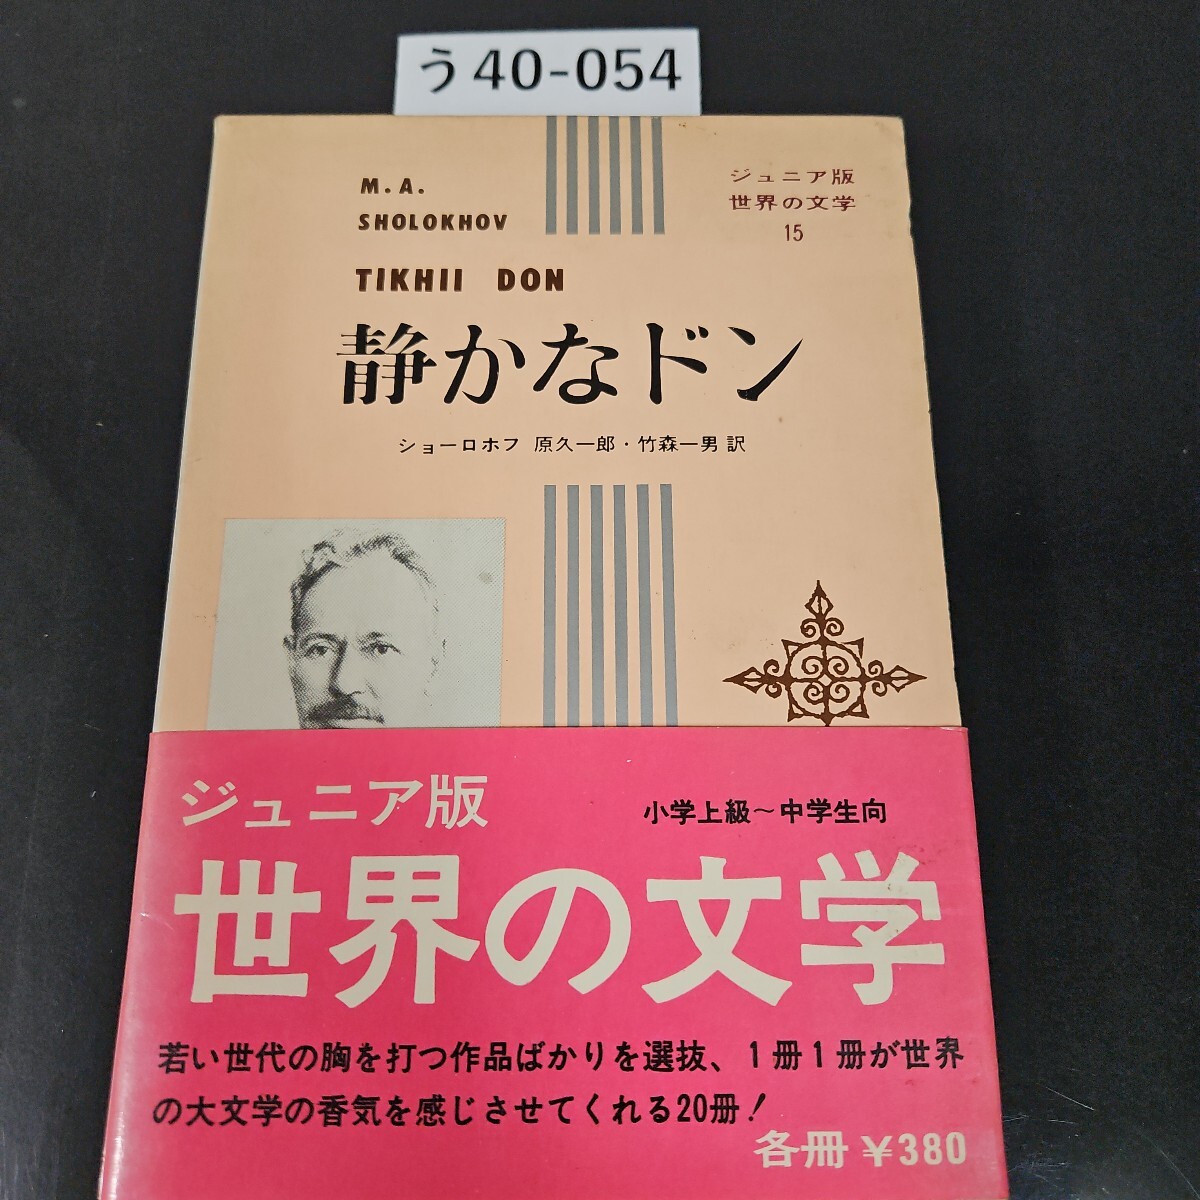 う40-054
M.A.
SHOLOKHOV
ジュニア版
世界の文学
15
TIKHII DON
静かなドン
ショーロホフ 原久一郎・竹森一男 訳
ジュニア版
小学上級～中学生向
世界の文学
若い世代の胸を打つ作品ばかりを選抜、1冊1冊が世界
の大文学の香気を感じさせてくれる20冊!
各冊 ¥380